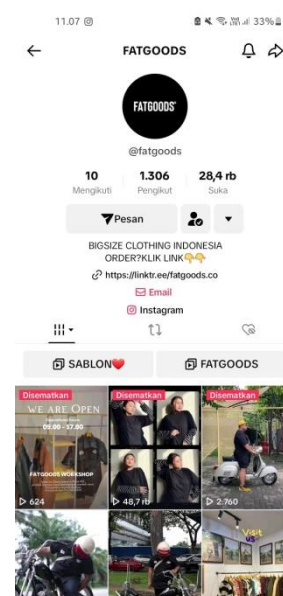 11.07
33%
FATGOODS
FATGOODS'
@fatgoods
10 1.306 28,4 rb
Mengikuti Pengikut Suka
Pesan
BIGSIZE CLOTHING INDONESIA
ORDER?KLIK LINK👇👇
https://linktr.ee/fatgoods.co
Email
Instagram
SABLON❤️ FATGOODS
Disematkan Disematkan Disematkan
WE ARE OPEN
09.00 - 17.00
FATGOODS WORKSHOP
624 48,7 rb 2.760
Visit
us